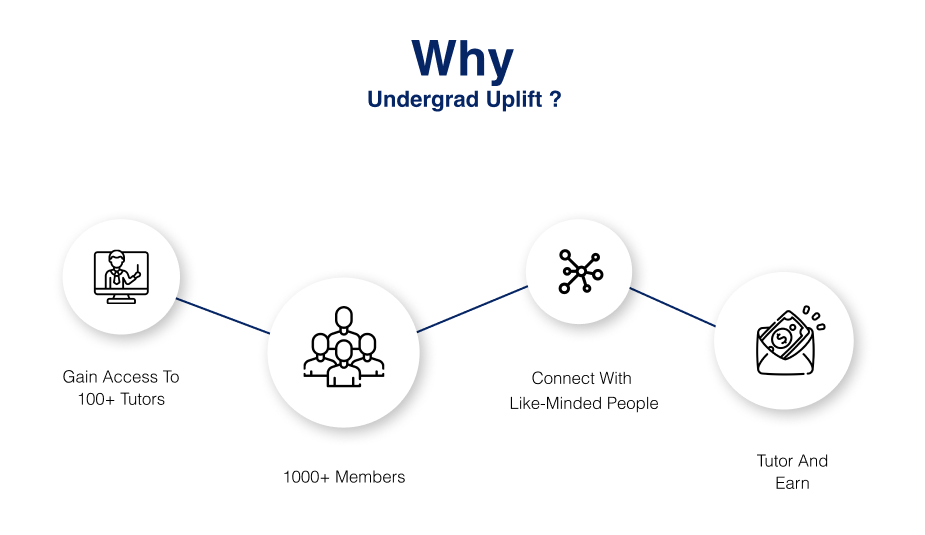 Why
Undergrad Uplift ?
Gain Access To
100+ Tutors
1000+ Members
Connect With
Like-Minded People
Tutor And
Earn